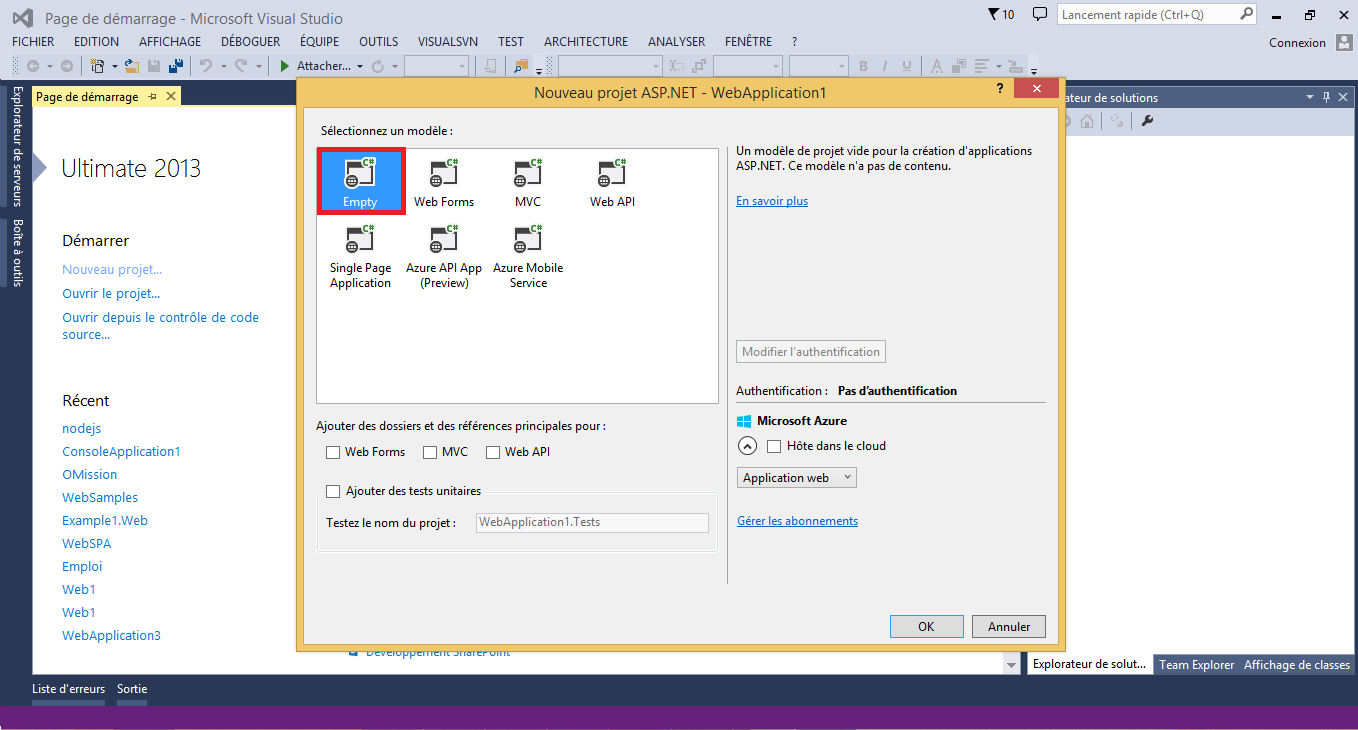 Page de démarrage - Microsoft Visual Studio
10
Lancement rapide (Ctrl+Q)
FICHIER EDITION AFFICHAGE DÉBOGUER ÉQUIPE OUTILS VISUALSVN TEST ARCHITECTURE ANALYSER FENÊTRE ?
Connexion
Attacher...
B I U A
Explorateur de serveurs
Boîte à outils
Page de démarrage
Ultimate 2013
Démarrer
Nouveau projet...
Ouvrir le projet...
Ouvrir depuis le contrôle de code
source...
Récent
nodejs
ConsoleApplication1
OMission
WebSamples
Example1.Web
WebSPA
Emploi
Web1
Web1
WebApplication3
Nouveau projet ASP.NET - WebApplication1
?
Sélectionnez un modèle :
C#
Empty
C#
Web Forms
C#
MVC
C#
Web API
C#
Single Page
Application
C#
Azure API App
(Preview)
C#
Azure Mobile
Service
Ajouter des dossiers et des références principales pour :
Web Forms MVC Web API
Ajouter des tests unitaires
Testez le nom du projet : WebApplication1.Tests
Un modèle de projet vide pour la création d'applications
ASP.NET. Ce modèle n'a pas de contenu.
En savoir plus
Modifier l'authentification
Authentification : Pas d'authentification
Microsoft Azure
Hôte dans le cloud
Application web
Gérer les abonnements
OK Annuler
Développement SharePoint
ateur de solutions
Explorateur de solut... Team Explorer Affichage de classes
Liste d'erreurs Sortie